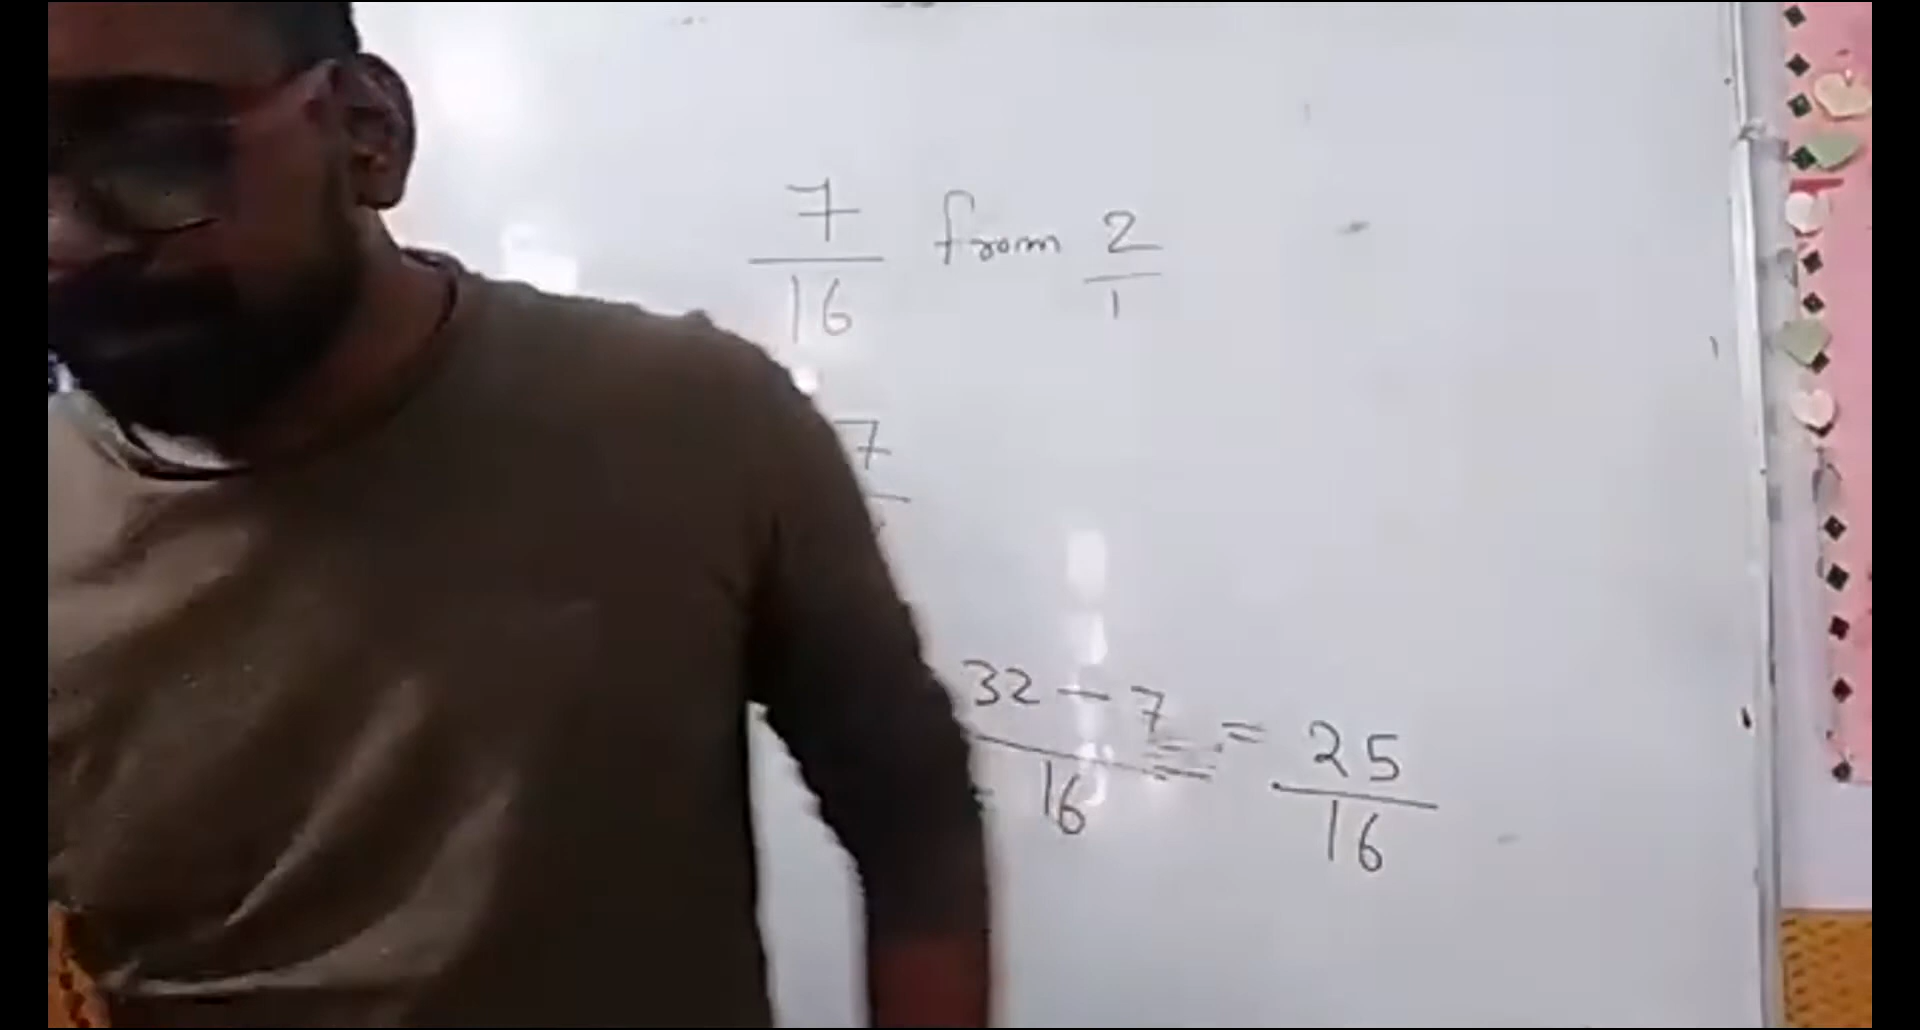 7/16 from 2/1
7
32 - 7 / 16 = 25/16